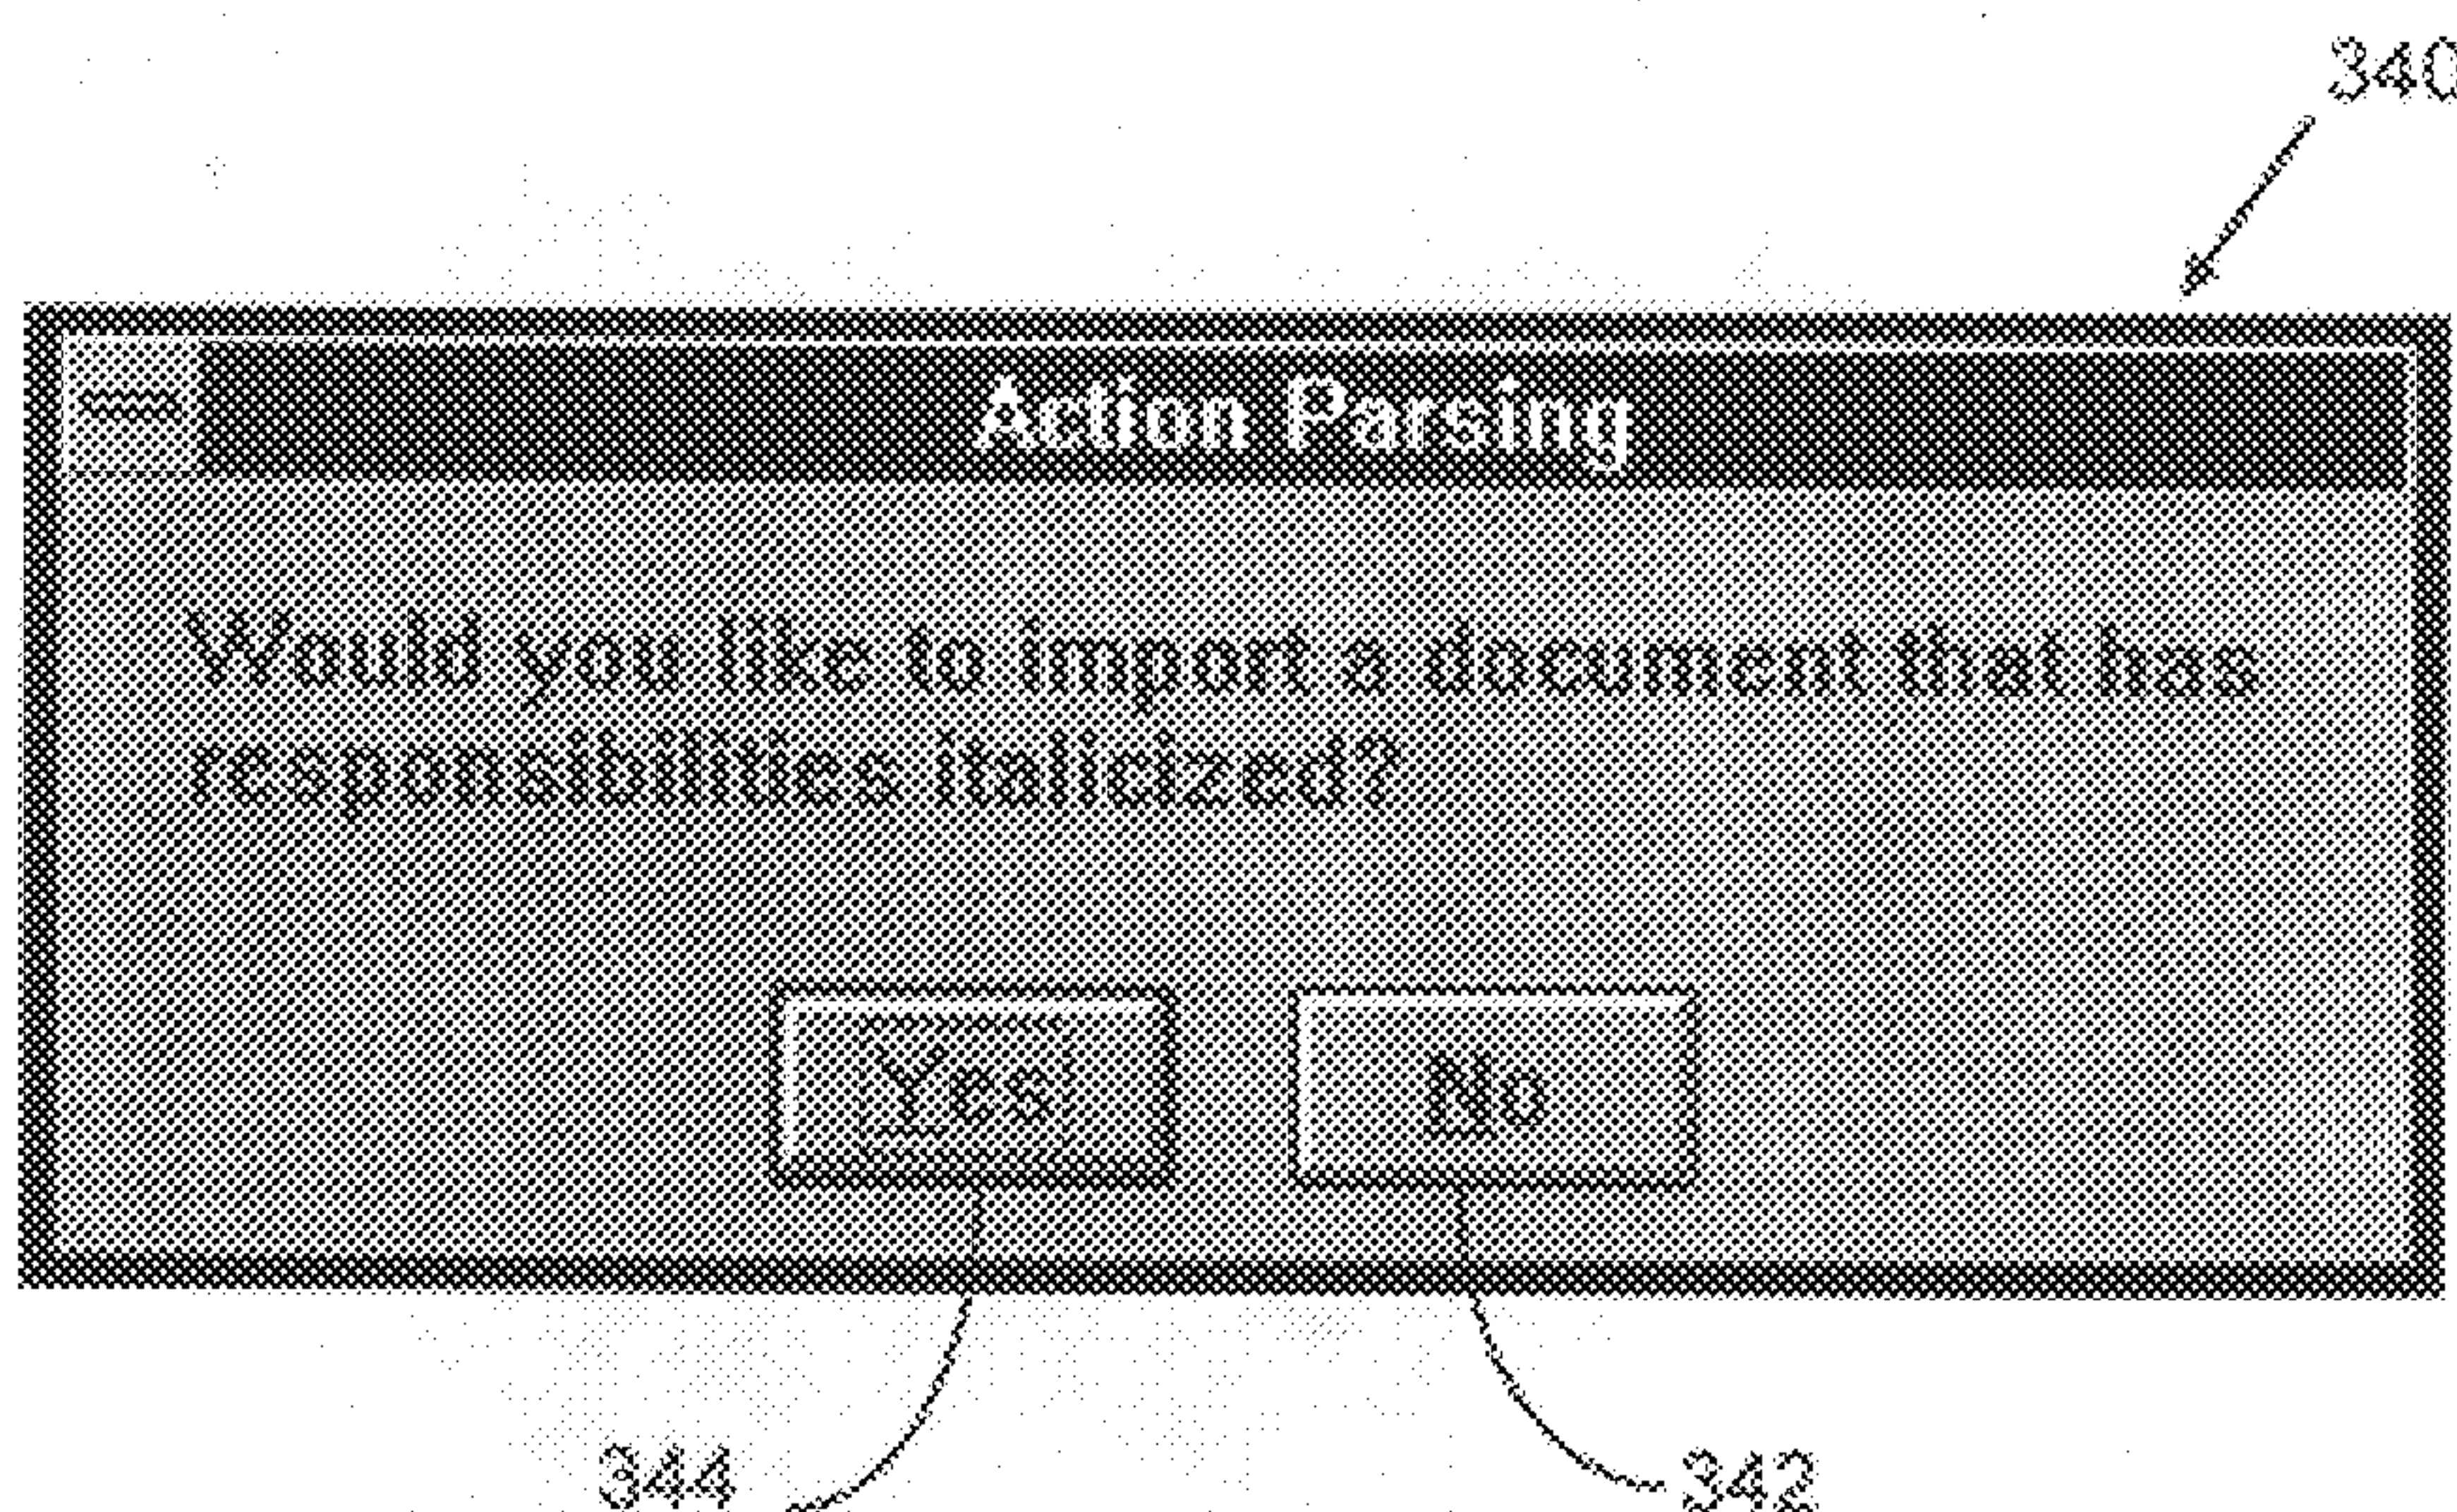 340
Action Parsing
Would you like to import a document that has
responsibilities italicized?
Yes No
344 342